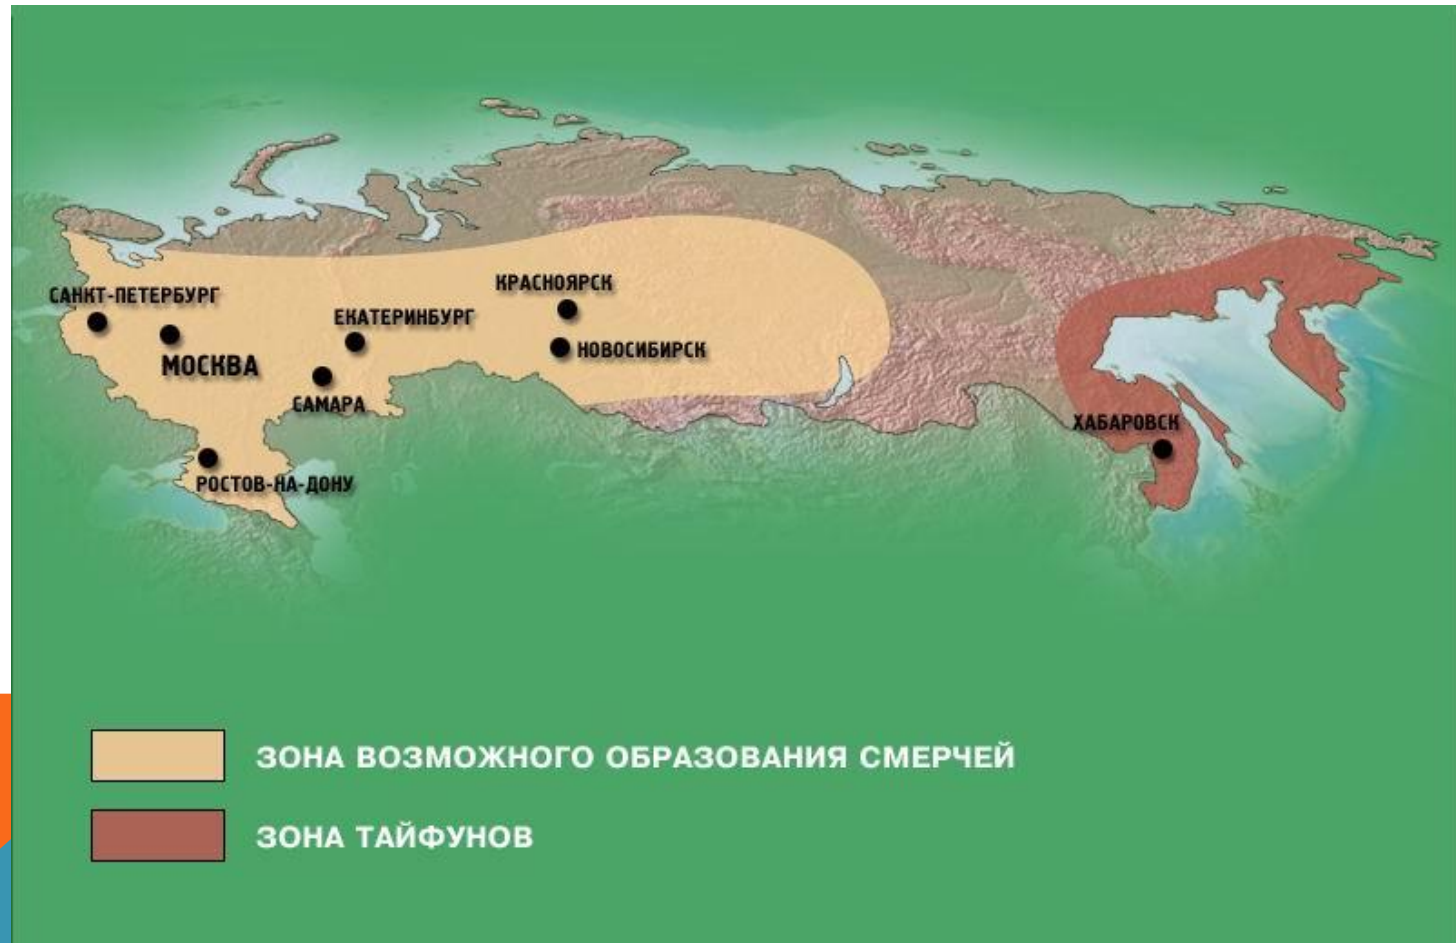 САНКТ-ПЕТЕРБУРГ
МОСКВА
ЕКАТЕРИНБУРГ
САМАРА
РОСТОВ-НА-ДОНУ
КРАСНОЯРСК
НОВОСИБИРСК
ХАБАРОВСК
ЗОНА ВОЗМОЖНОГО ОБРАЗОВАНИЯ СМЕРЧЕЙ
ЗОНА ТАЙФУНОВ